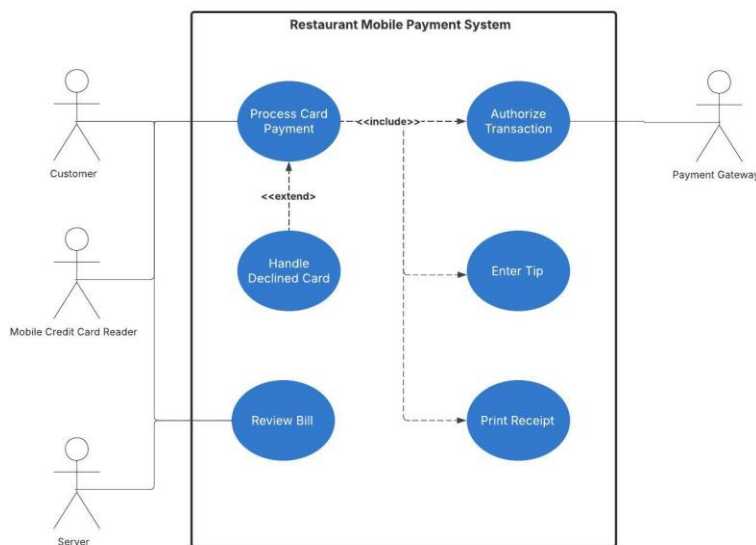 Restaurant Mobile Payment System
Process Card
Payment
<<include>>
Authorize
Transaction
Customer
Payment Gateway
<<extend>
Handle
Declined Card
Enter Tip
Mobile Credit Card Reader
Review Bill
Print Receipt
Server